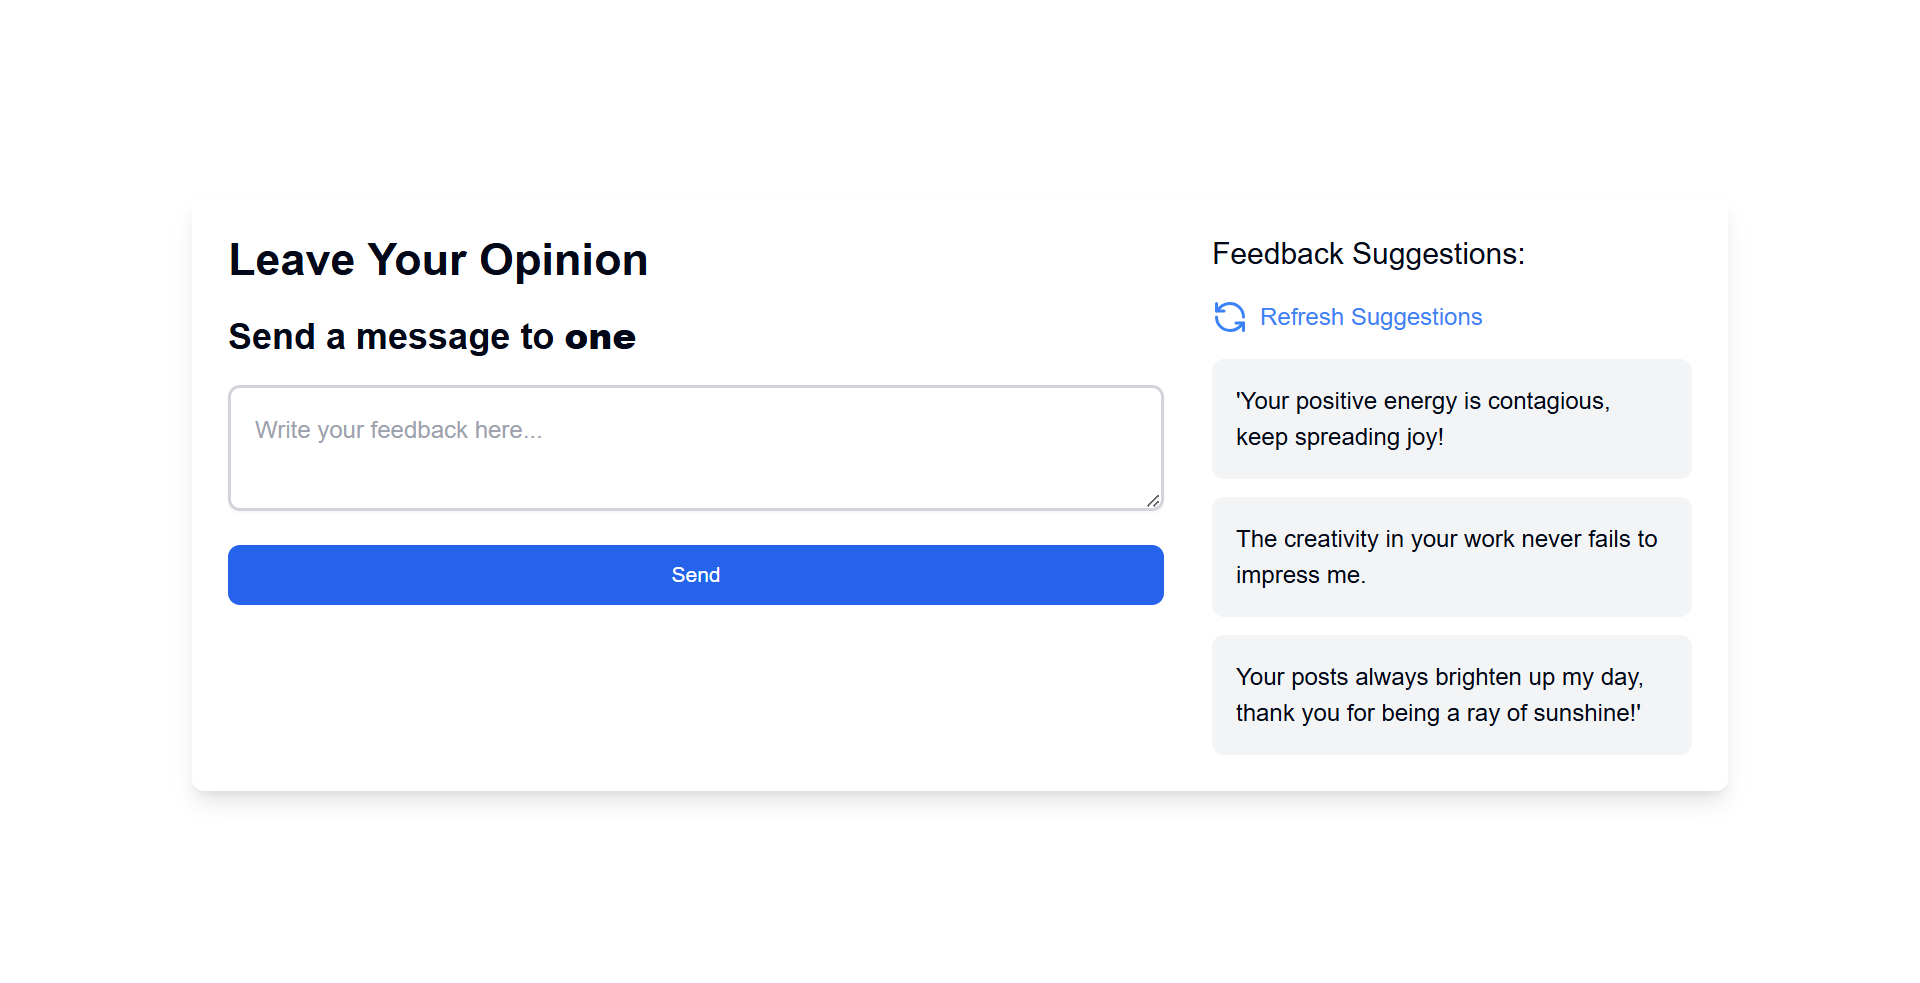 Leave Your Opinion
Send a message to one
Write your feedback here...
Send
Feedback Suggestions:
Refresh Suggestions
'Your positive energy is contagious,
keep spreading joy!
The creativity in your work never fails to
impress me.
Your posts always brighten up my day,
thank you for being a ray of sunshine!'